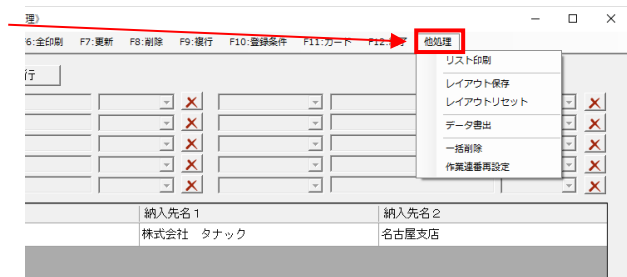 理》
F6:全印刷 F7:更新 F8:削除 F9:複行 F10:登録条件 F11:カード F12: 他処理
行
リスト印刷
レイアウト保存
レイアウトリセット
データ書出
一括削除
作業連番再設定
納入先名1 納入先名2
株式会社 タナック 名古屋支店